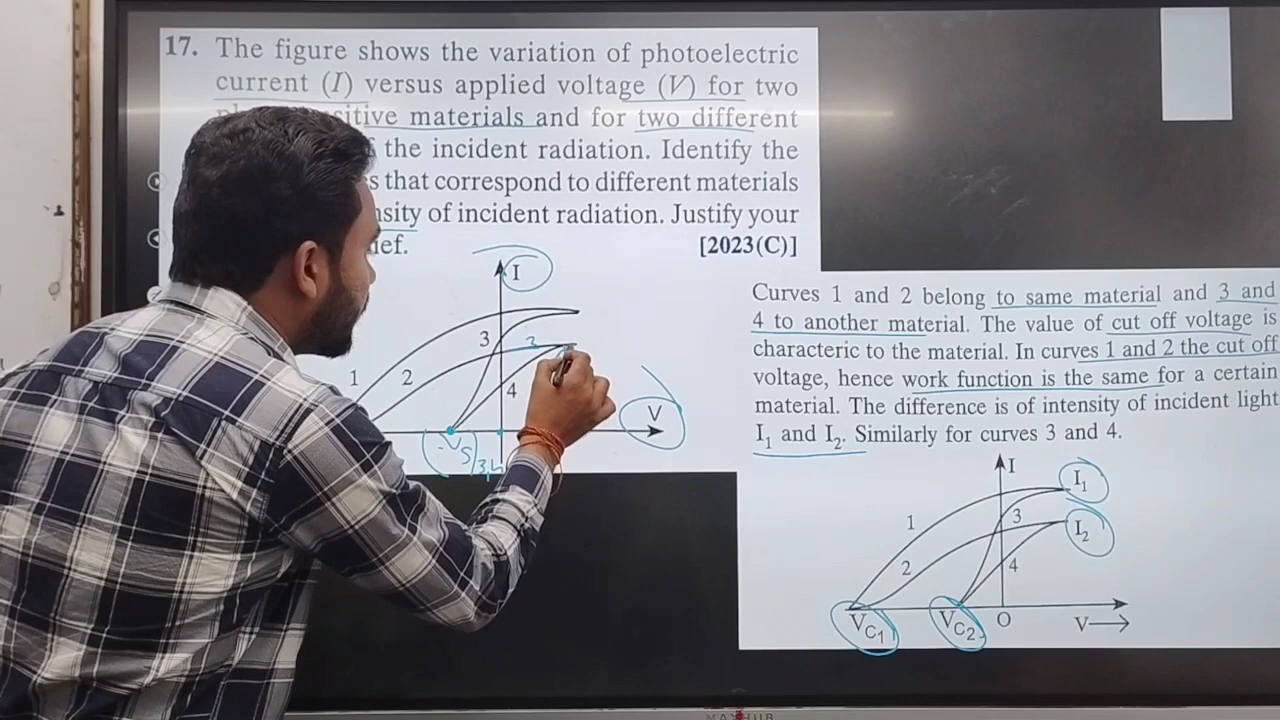 17. The figure shows the variation of photoelectric
current (I) versus applied voltage (V) for two
sitive materials and for two different
the incident radiation. Identify the
s that correspond to different materials
nsity of incident radiation. Justify your
ief. [2023(C)]
I
3
1 2
4
V
-Vs/3,4
Curves 1 and 2 belong to same material and 3 and
4 to another material. The value of cut off voltage is
characteric to the material. In curves 1 and 2 the cut off
voltage, hence work function is the same for a certain
material. The difference is of intensity of incident light
I₁ and I₂. Similarly for curves 3 and 4.
I
I₁
1 3
I₂
2 4
VC₁ VC₂ O V